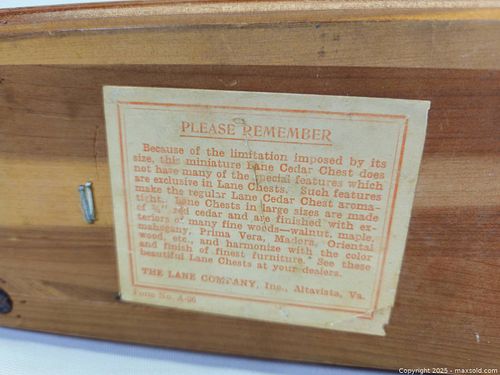 PLEASE REMEMBER
Because of the limitation imposed by its
size, this miniature Lane Cedar Chest does
not have many of the special features which
are exclusive in Lane Chests. Such features
make the regular Lane Cedar Chest aroma-
tight. Lane Chests in large sizes are made
of ¾" red cedar and are finished with ex-
teriors of many fine woods—walnut, maple,
mahogany, Prima Vera, Madera, Oriental
wood, etc., and harmonize with the color
and finish of finest furniture. See these
beautiful Lane Chests at your dealers.
THE LANE COMPANY, Inc., Altavista, Va.
Form No. A-96
Copyright 2025 - maxsold.com